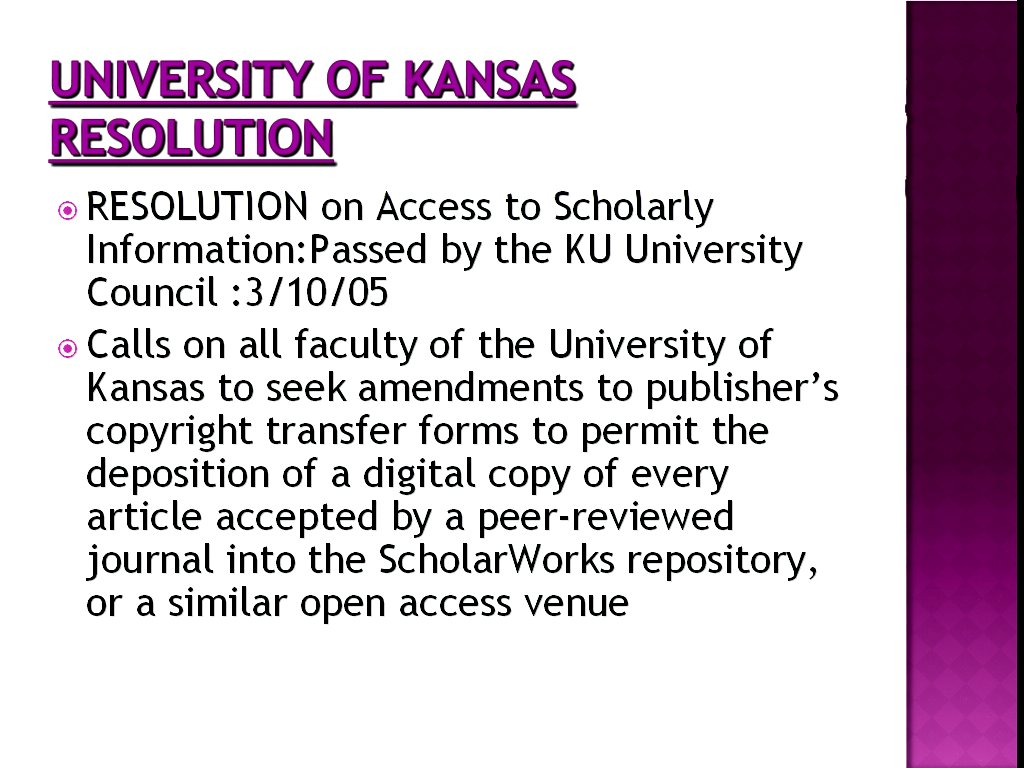 UNIVERSITY OF KANSAS
RESOLUTION
RESOLUTION on Access to Scholarly
Information:Passed by the KU University
Council :3/10/05
Calls on all faculty of the University of
Kansas to seek amendments to publisher’s
copyright transfer forms to permit the
deposition of a digital copy of every
article accepted by a peer-reviewed
journal into the ScholarWorks repository,
or a similar open access venue